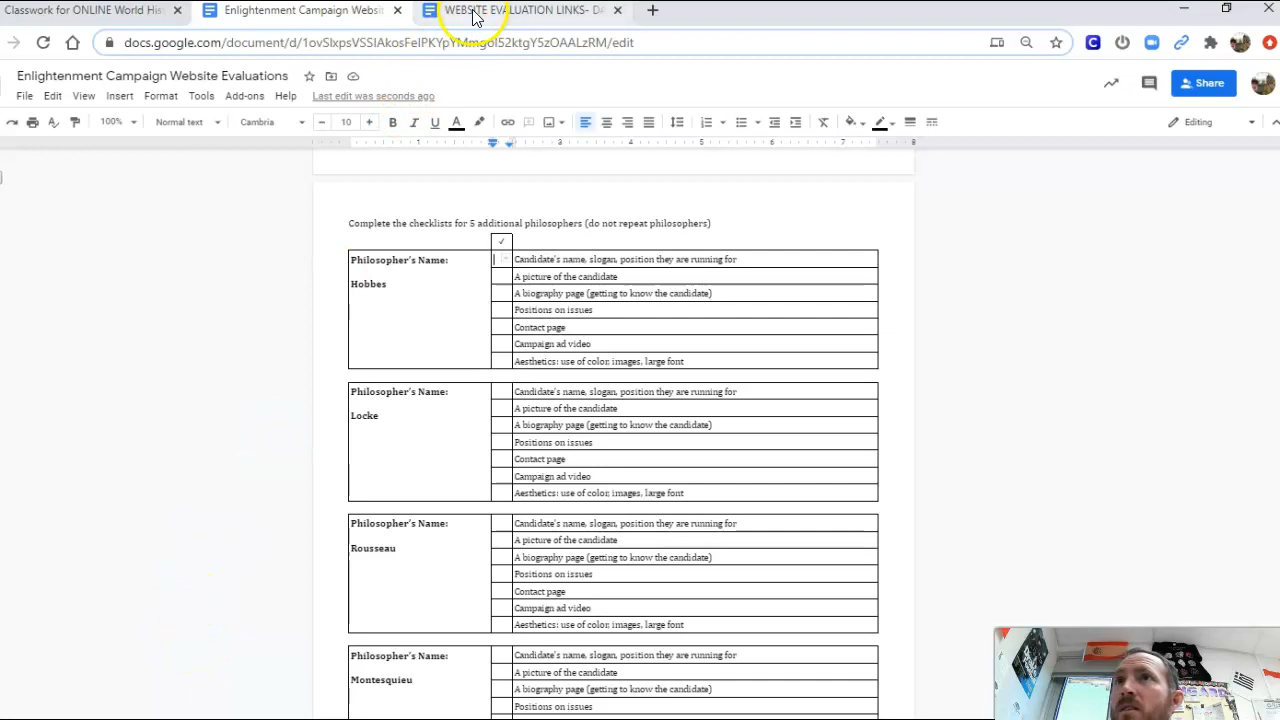 Classwork for ONLINE World His
Enlightenment Campaign Websit
WEBSITE EVALUATION LINKS- DA
docs.google.com/document/d/1ovSlxpsVSSIAkosFeIPKYpYMmgol52ktgY5zOAALzRM/edit
Enlightenment Campaign Website Evaluations
File Edit View Insert Format Tools Add-ons Help Last edit was seconds ago
Share
100% Normal text Cambria 10 Editing
1 3 4 5 6 7 8
Complete the checklists for 5 additional philosophers (do not repeat philosophers)
✓
Philosopher's Name: Candidate's name, slogan, position they are running for
A picture of the candidate
Hobbes
A biography page (getting to know the candidate)
Positions on issues
Contact page
Campaign ad video
Aesthetics: use of color, images, large font
Philosopher's Name: Candidate's name, slogan, position they are running for
A picture of the candidate
Locke
A biography page (getting to know the candidate)
Positions on issues
Contact page
Campaign ad video
Aesthetics: use of color, images, large font
Philosopher's Name: Candidate's name, slogan, position they are running for
A picture of the candidate
Rousseau
A biography page (getting to know the candidate)
Positions on issues
Contact page
Campaign ad video
Aesthetics: use of color, images, large font
Philosopher's Name: Candidate's name, slogan, position they are running for
A picture of the candidate
Montesquieu
A biography page (getting to know the candidate)
Positions on issues